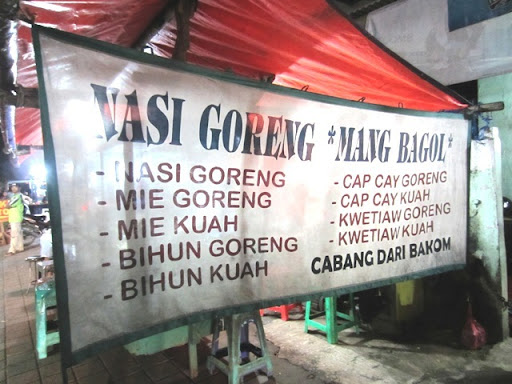 NASI GORENG *MANG BAGOL*
- NASI GORENG
- MIE GORENG
- MIE KUAH
- BIHUN GORENG
- BIHUN KUAH
- CAP CAY GORENG
- CAP CAY KUAH
- KWETIAW GORENG
- KWETIAW KUAH
CABANG DARI BAKOM